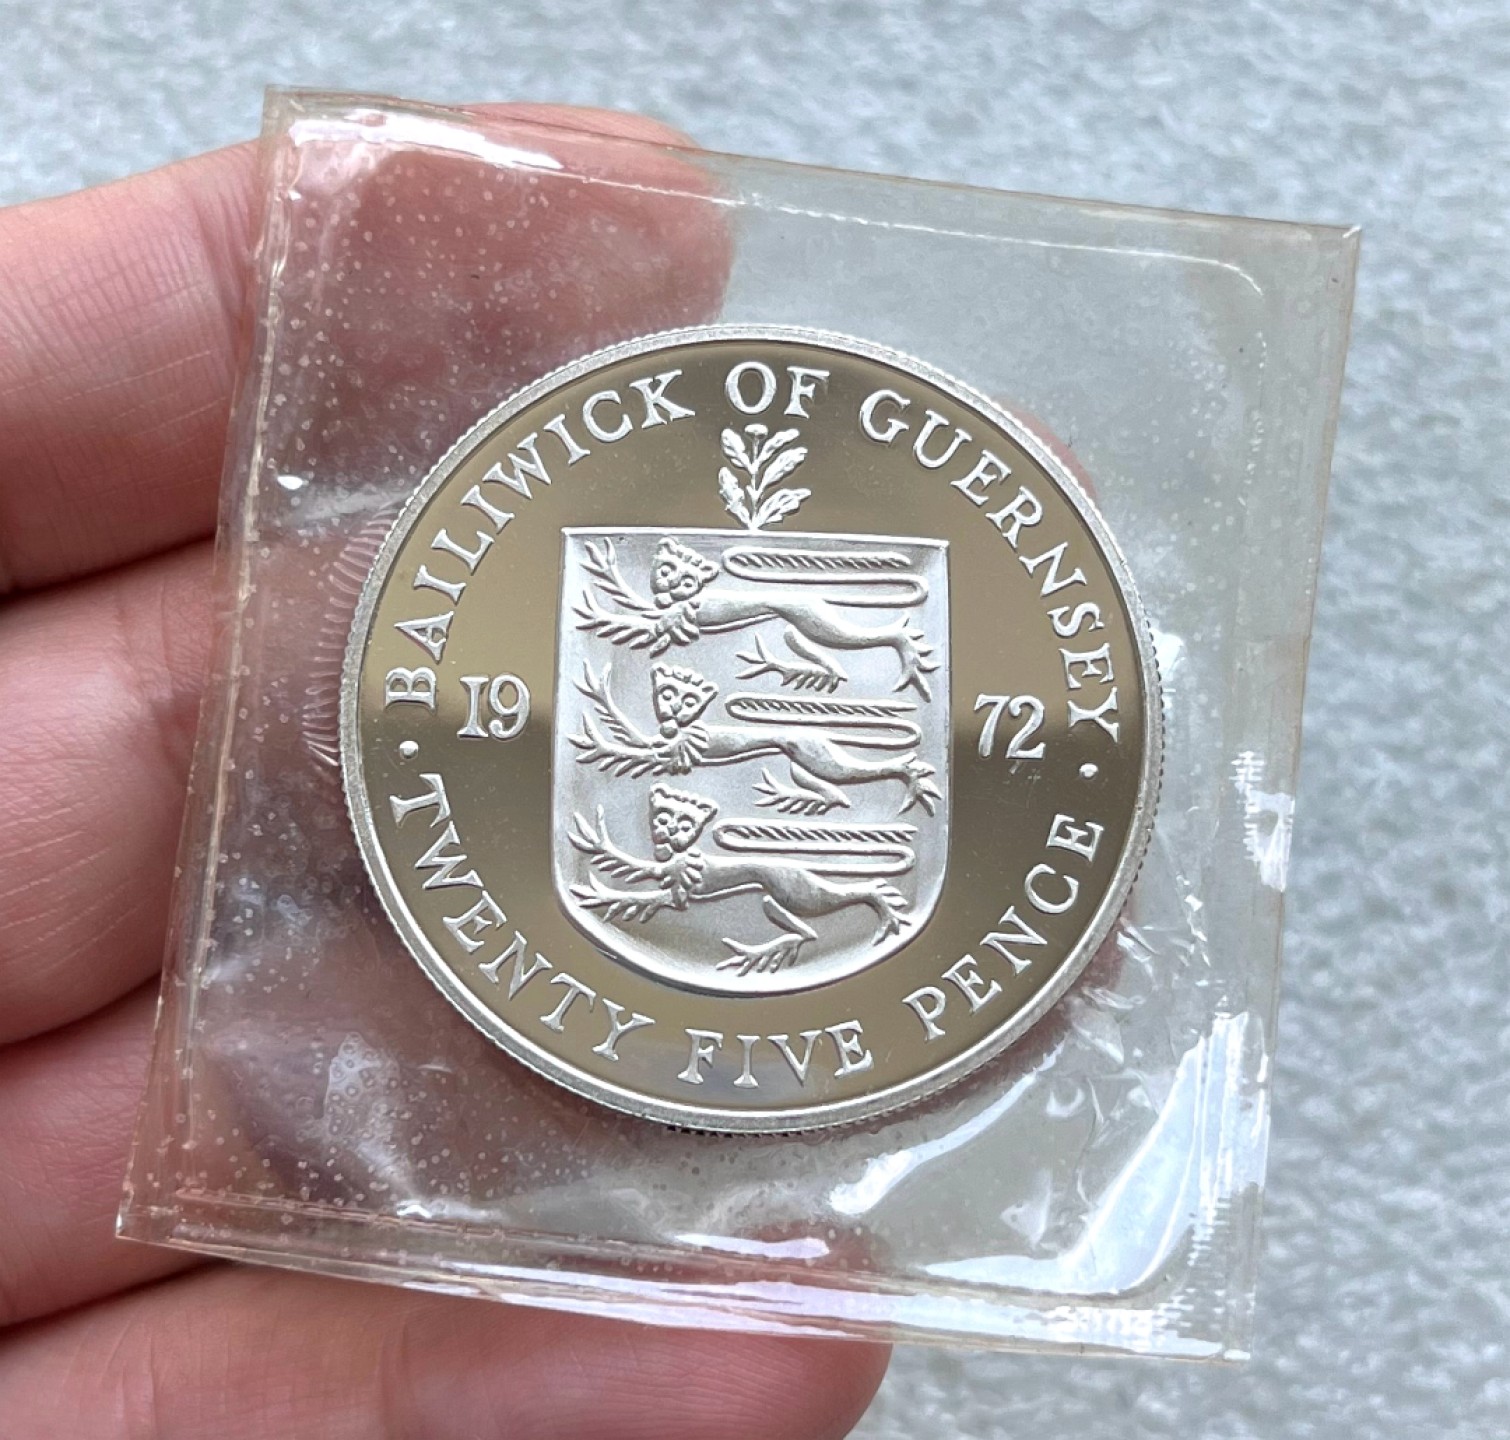 BAILIWICK OF GUERNSEY
19 72
· TWENTY FIVE PENCE ·